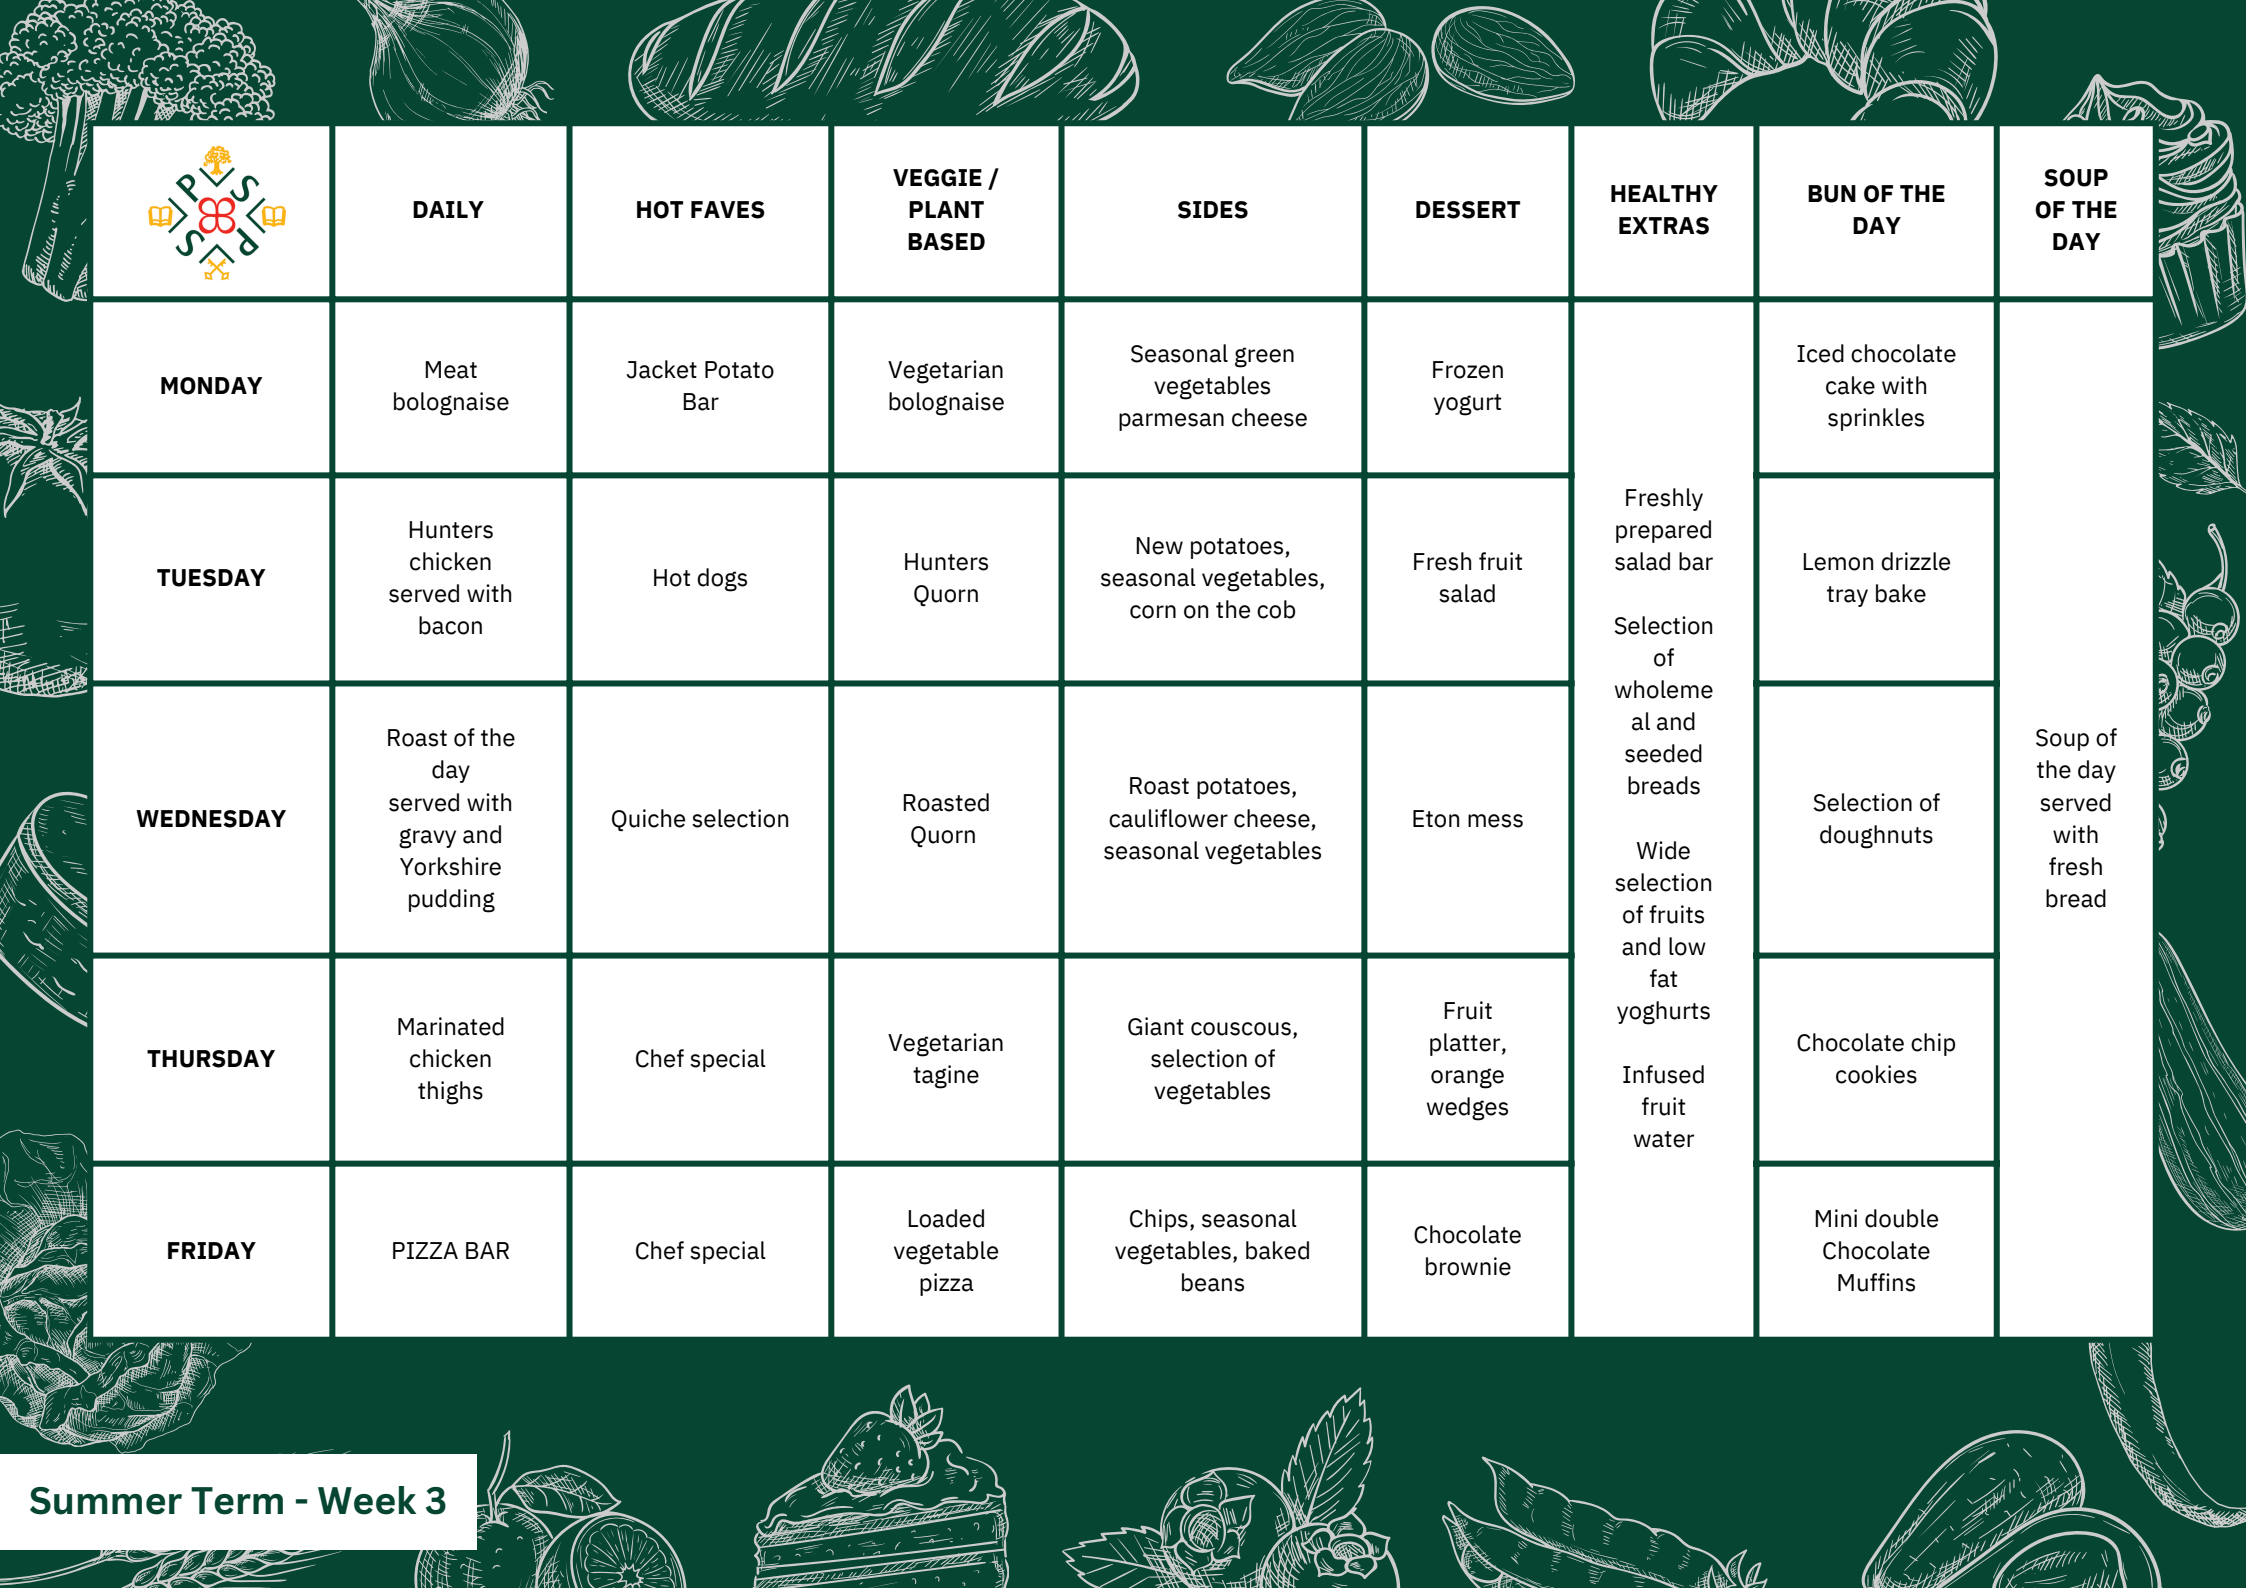 P S
S P
DAILY
HOT FAVES
VEGGIE /
PLANT
BASED
SIDES
DESSERT
HEALTHY
EXTRAS
BUN OF THE
DAY
SOUP
OF THE
DAY
MONDAY
Meat
bolognaise
Jacket Potato
Bar
Vegetarian
bolognaise
Seasonal green
vegetables
parmesan cheese
Frozen
yogurt
Iced chocolate
cake with
sprinkles
TUESDAY
Hunters
chicken
served with
bacon
Hot dogs
Hunters
Quorn
New potatoes,
seasonal vegetables,
corn on the cob
Fresh fruit
salad
Lemon drizzle
tray bake
WEDNESDAY
Roast of the
day
served with
gravy and
Yorkshire
pudding
Quiche selection
Roasted
Quorn
Roast potatoes,
cauliflower cheese,
seasonal vegetables
Eton mess
Selection of
doughnuts
THURSDAY
Marinated
chicken
thighs
Chef special
Vegetarian
tagine
Giant couscous,
selection of
vegetables
Fruit
platter,
orange
wedges
Chocolate chip
cookies
FRIDAY
PIZZA BAR
Chef special
Loaded
vegetable
pizza
Chips, seasonal
vegetables, baked
beans
Chocolate
brownie
Mini double
Chocolate
Muffins
Freshly
prepared
salad bar
Selection
of
wholeme
al and
seeded
breads
Wide
selection
of fruits
and low
fat
yoghurts
Infused
fruit
water
Soup of
the day
served
with
fresh
bread
Summer Term - Week 3